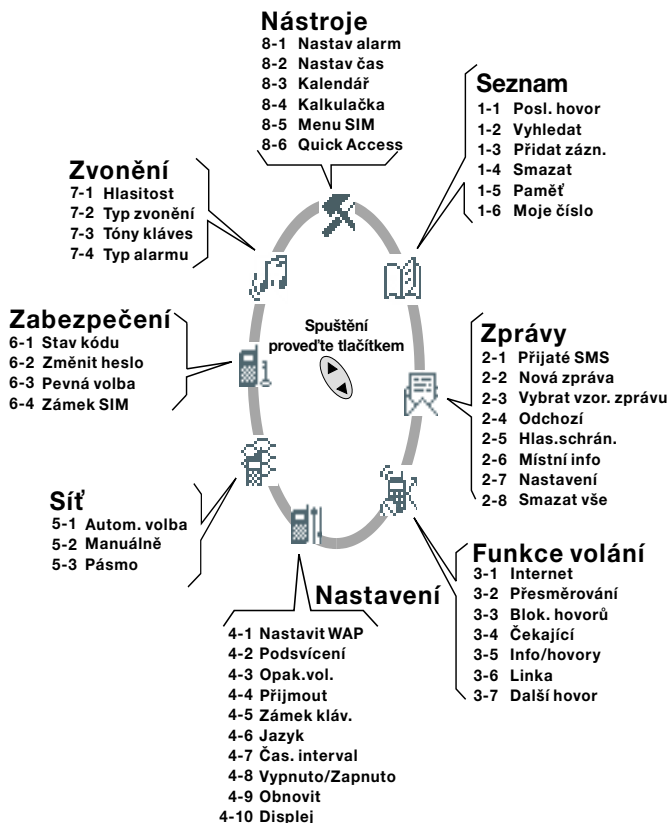 Nástroje
8-1 Nastav alarm
8-2 Nastav čas
8-3 Kalendář
8-4 Kalkulačka
8-5 Menu SIM
8-6 Quick Access
Seznam
1-1 Posl. hovor
1-2 Vyhledat
1-3 Přidat zázn.
1-4 Smazat
1-5 Paměť
1-6 Moje číslo
Zvonění
7-1 Hlasitost
7-2 Typ zvonění
7-3 Tóny kláves
7-4 Typ alarmu
Zabezpečení
6-1 Stav kódu
6-2 Změnit heslo
6-3 Pevná volba
6-4 Zámek SIM
Spuštění
proveďte tlačítkem
Zprávy
2-1 Přijaté SMS
2-2 Nová zpráva
2-3 Vybrat vzor. zprávu
2-4 Odchozí
2-5 Hlas.schrán.
2-6 Místní info
2-7 Nastavení
2-8 Smazat vše
Síť
5-1 Autom. volba
5-2 Manuálně
5-3 Pásmo
Funkce volání
3-1 Internet
3-2 Přesměrování
3-3 Blok. hovorů
3-4 Čekající
3-5 Info/hovory
3-6 Linka
3-7 Další hovor
Nastavení
4-1 Nastavit WAP
4-2 Podsvícení
4-3 Opak.vol.
4-4 Přijmout
4-5 Zámek kláv.
4-6 Jazyk
4-7 Čas. interval
4-8 Vypnuto/Zapnuto
4-9 Obnovit
4-10 Displej